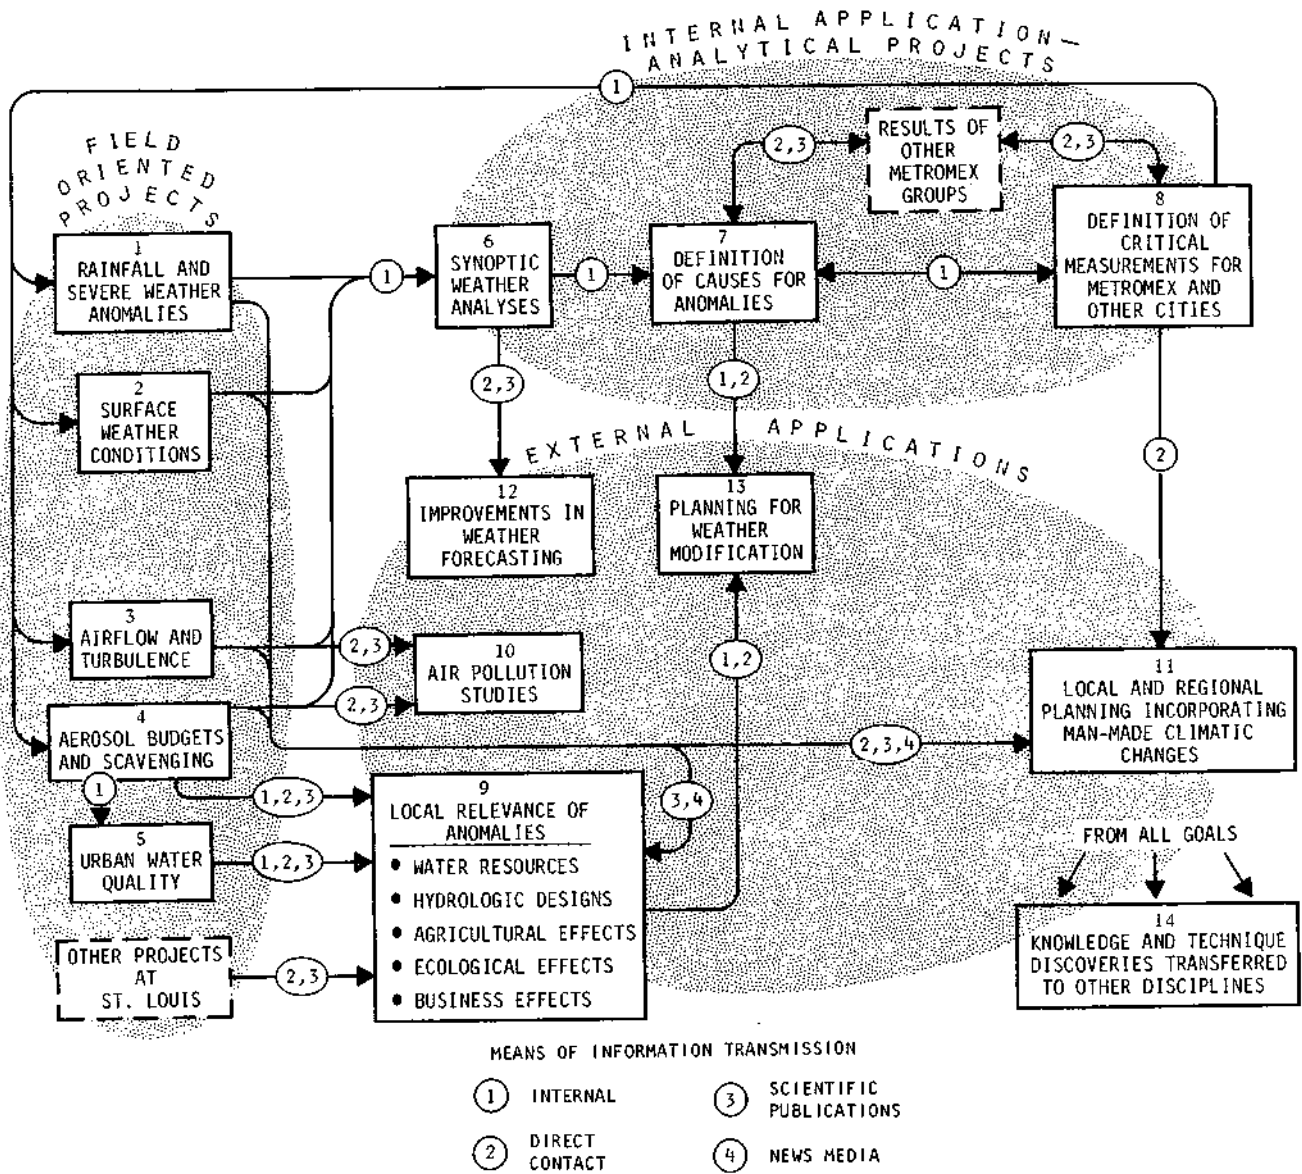 INTERNAL APPLICATION—
ANALYTICAL PROJECTS
1
FIELD
ORIENTED
PROJECTS
2,3
RESULTS OF
OTHER
METROMEX
GROUPS
2,3
1
RAINFALL AND
SEVERE WEATHER
ANOMALIES
1
6
SYNOPTIC
WEATHER
ANALYSES
1
7
DEFINITION
OF CAUSES FOR
ANOMALIES
1
8
DEFINITION OF
CRITICAL
MEASUREMENTS FOR
METROMEX AND
OTHER CITIES
2
SURFACE
WEATHER
CONDITIONS
2,3
1,2
2
EXTERNAL APPLICATIONS
12
IMPROVEMENTS IN
WEATHER
FORECASTING
13
PLANNING FOR
WEATHER
MODIFICATION
3
AIRFLOW AND
TURBULENCE
2,3
10
AIR POLLUTION
STUDIES
1,2
11
LOCAL AND REGIONAL
PLANNING INCORPORATING
MAN-MADE CLIMATIC
CHANGES
4
AEROSOL BUDGETS
AND SCAVENGING
2,3
2,3,4
1
1,2,3
3,4
5
URBAN WATER
QUALITY
1,2,3
9
LOCAL RELEVANCE OF
ANOMALIES
● WATER RESOURCES
● HYDROLOGIC DESIGNS
● AGRICULTURAL EFFECTS
● ECOLOGICAL EFFECTS
● BUSINESS EFFECTS
FROM ALL GOALS
14
KNOWLEDGE AND TECHNIQUE
DISCOVERIES TRANSFERRED
TO OTHER DISCIPLINES
OTHER PROJECTS
AT
ST. LOUIS
2,3
MEANS OF INFORMATION TRANSMISSION
1 INTERNAL
2 DIRECT
CONTACT
3 SCIENTIFIC
PUBLICATIONS
4 NEWS MEDIA